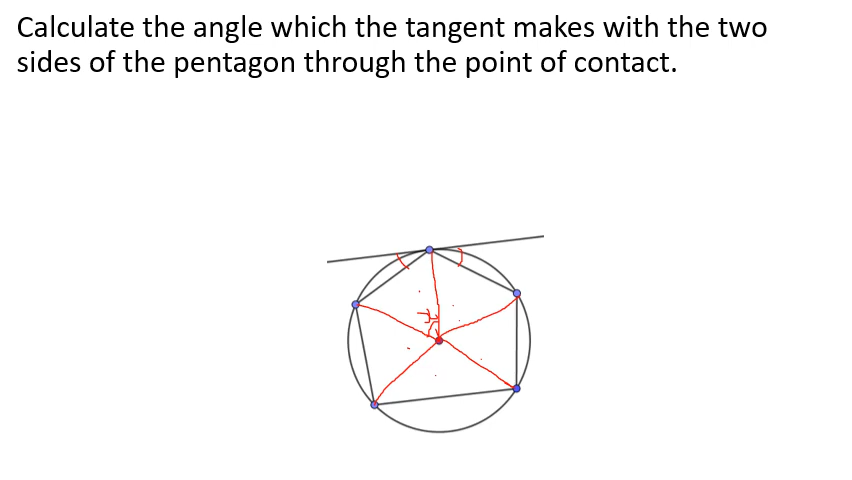 Calculate the angle which the tangent makes with the two
sides of the pentagon through the point of contact.